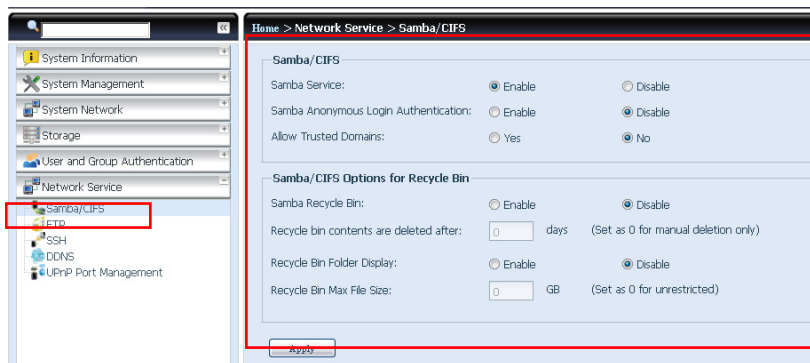 Home > Network Service > Samba/CIFS
System Information
System Management
System Network
Storage
User and Group Authentication
Network Service
Samba/CIFS
FTP
SSH
DDNS
UPnP Port Management
Samba/CIFS
Samba Service: Enable Disable
Samba Anonymous Login Authentication: Enable Disable
Allow Trusted Domains: Yes No
Samba/CIFS Options for Recycle Bin
Samba Recycle Bin: Enable Disable
Recycle bin contents are deleted after: 0 days (Set as 0 for manual deletion only)
Recycle Bin Folder Display: Enable Disable
Recycle Bin Max File Size: 0 GB (Set as 0 for unrestricted)
Apply